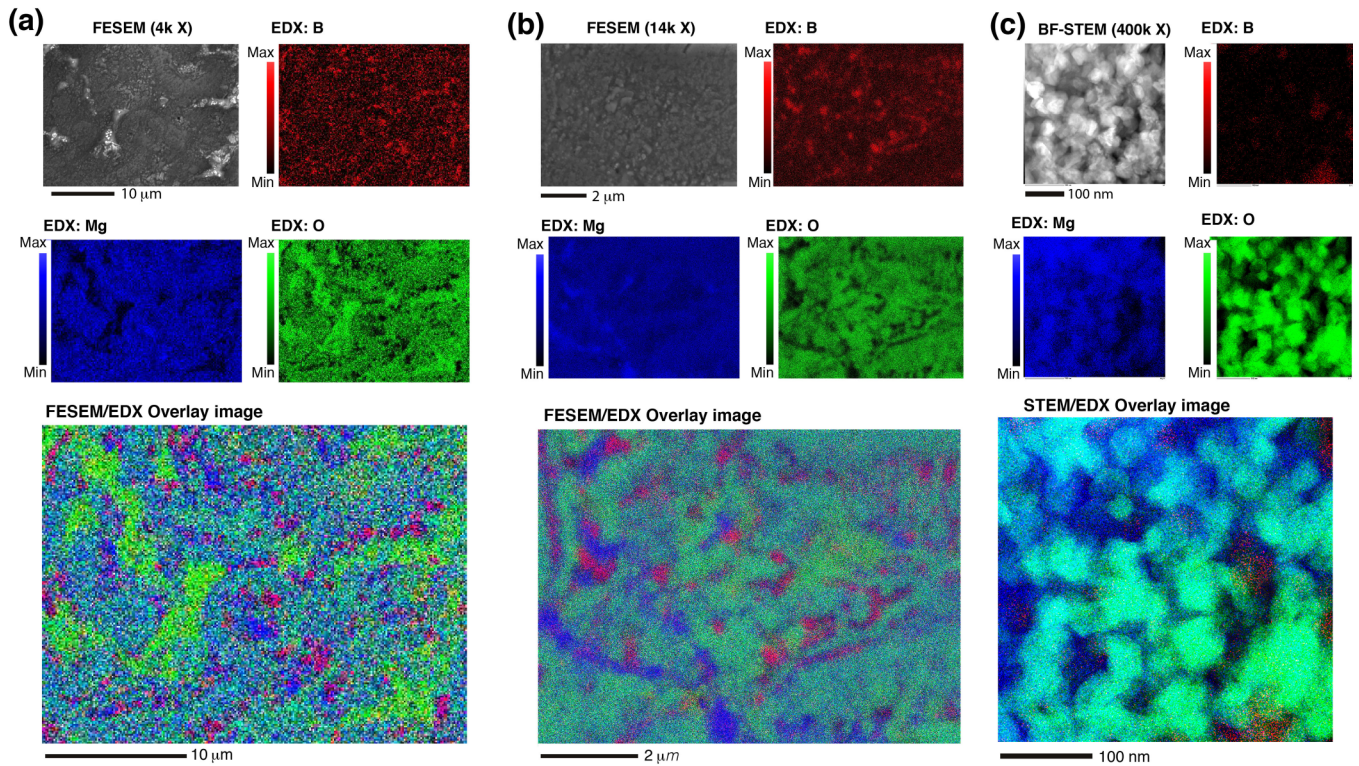 (a)
FESEM (4k X)
EDX: B
Max
Min
10 µm
EDX: Mg
EDX: O
Max
Max
Min
Min
FESEM/EDX Overlay image
10 µm
(b)
FESEM (14k X)
EDX: B
Max
Min
2 µm
EDX: Mg
EDX: O
Max
Max
Min
Min
FESEM/EDX Overlay image
2 µm
(c)
BF-STEM (400k X)
EDX: B
Max
Min
100 nm
EDX: Mg
EDX: O
Max
Max
Min
Min
STEM/EDX Overlay image
100 nm